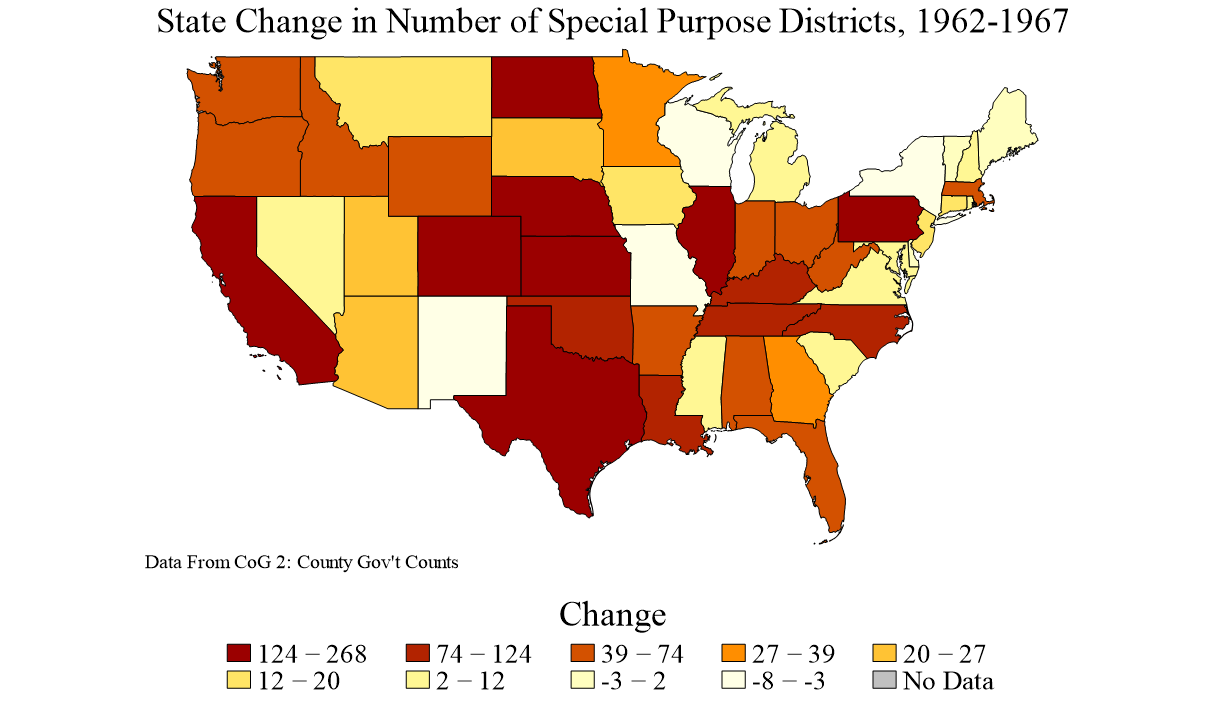 State Change in Number of Special Purpose Districts, 1962-1967
Data From CoG 2: County Gov't Counts
Change
124 − 268 74 − 124 39 − 74 27 − 39 20 − 27
12 − 20 2 − 12 -3 − 2 -8 − -3 No Data